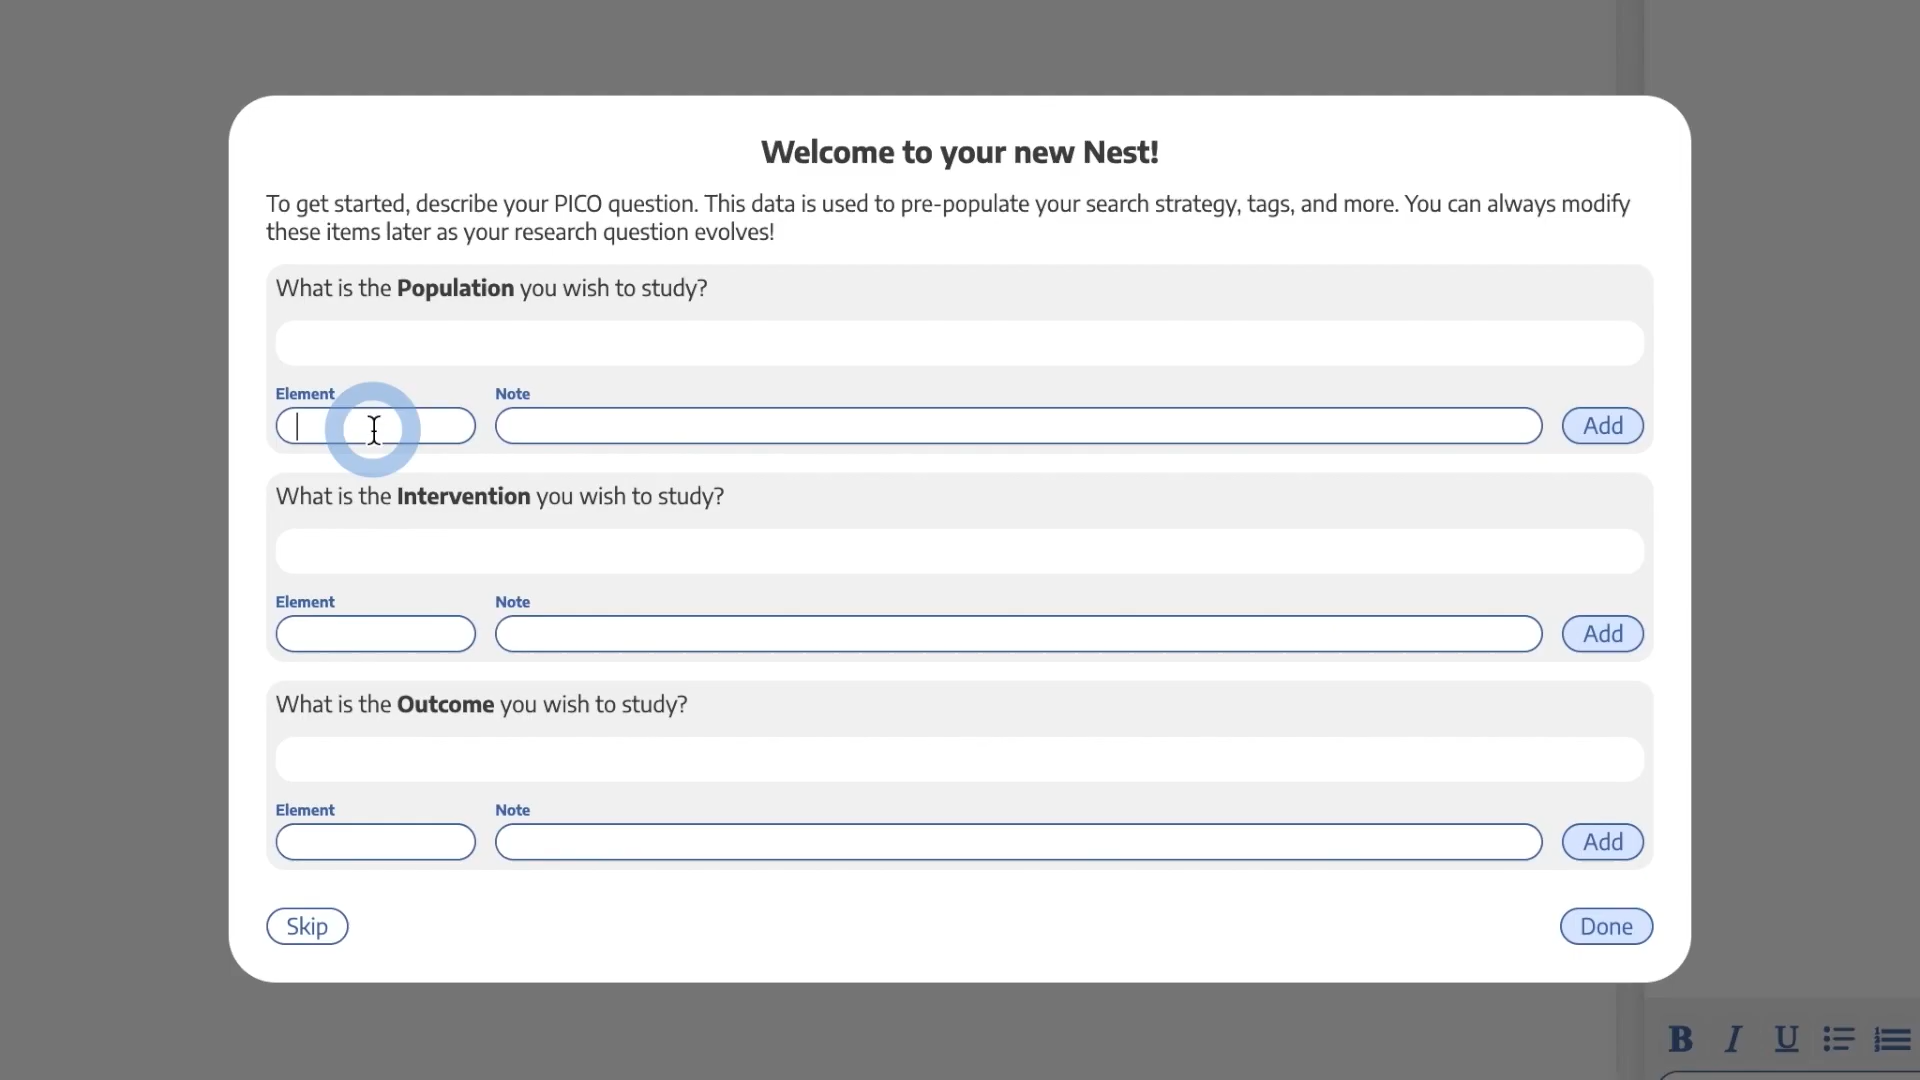 Welcome to your new Nest!
To get started, describe your PICO question. This data is used to pre-populate your search strategy, tags, and more. You can always modify
these items later as your research question evolves!
What is the Population you wish to study?
Element Note
Add
What is the Intervention you wish to study?
Element Note
Add
What is the Outcome you wish to study?
Element Note
Add
Skip Done
B I U